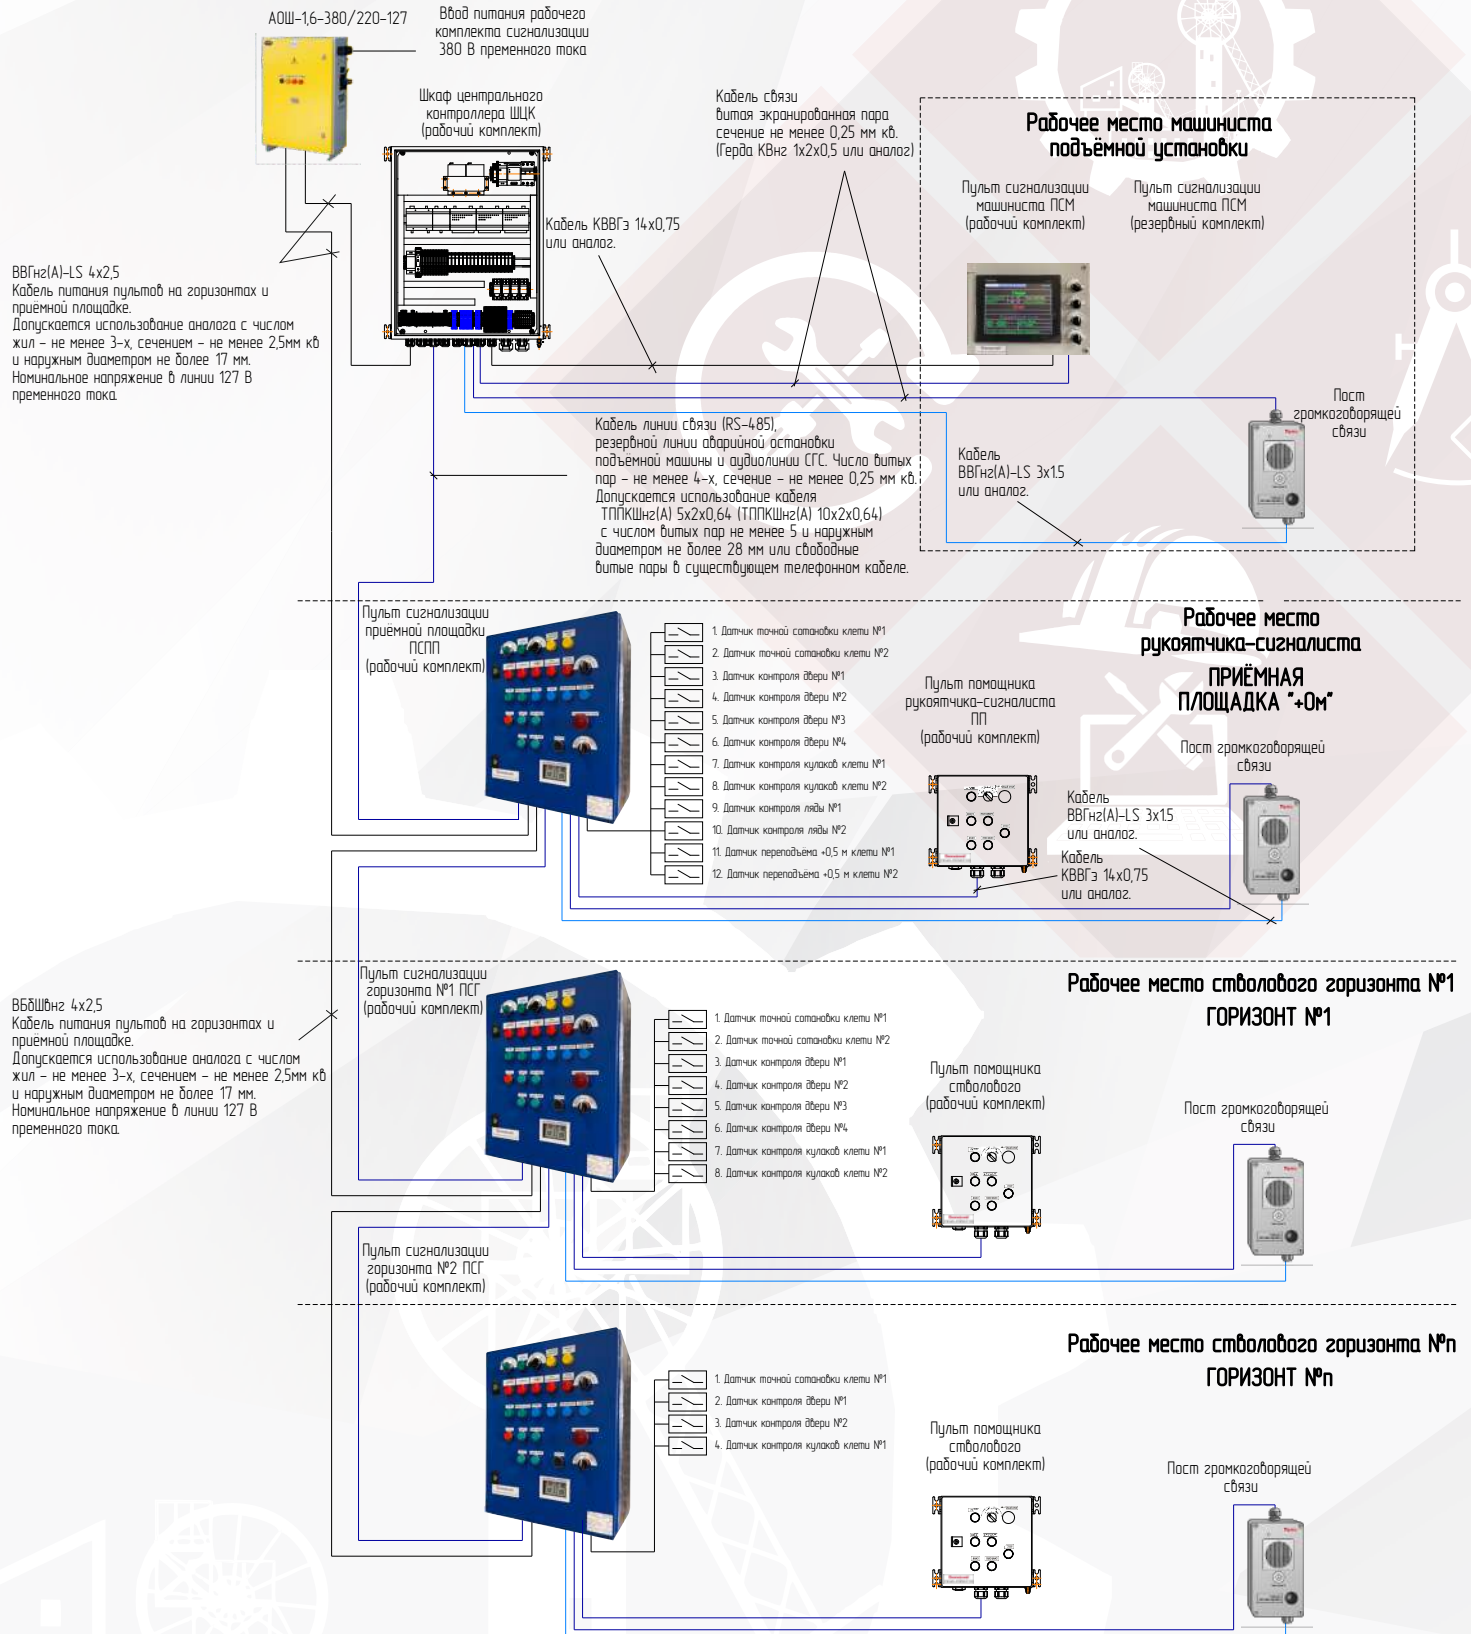 АОШ-1,6-380/220-127
Ввод питания рабочего
комплекта сигнализации
380 В пременного тока
Шкаф центрального
контроллера ШЦК
(рабочий комплект)
Кабель связи
витая экранированная пара
сечение не менее 0,25 мм кв.
(Герда КВнг 1х2х0,5 или аналог)
Рабочее место машиниста
подъёмной установки
Пульт сигнализации
машиниста ПСМ
(рабочий комплект)
Пульт сигнализации
машиниста ПСМ
(резервный комплект)
Кабель КВВГэ 14х0,75
или аналог.
ВВГнг(А)-LS 4х2,5
Кабель питания пультов на горизонтах и
приёмной площадке.
Допускается использование аналога с числом
жил - не менее 3-х, сечением - не менее 2,5мм кв
и наружным диаметром не более 17 мм.
Номинальное напряжение в линии 127 В
пременного тока.
Пост
громкоговорящей
связи
Кабель линии связи (RS-485),
резервной линии аварийной остановки
подъёмной машины и аудиолинии СГС. Число витых
пар - не менее 4-х, сечение - не менее 0,25 мм кв.
Допускается использование кабеля
ТППКШнг(А) 5х2х0,64 (ТППКШнг(А) 10х2х0,64)
с числом витых пар не менее 5 и наружным
диаметром не более 28 мм или свободные
витые пары в существующем телефонном кабеле.
Кабель
ВВГнг(А)-LS 3х1.5
или аналог.
Пульт сигнализации
приёмной площадки
ПСПП
(рабочий комплект)
1. Датчик точной сотановки клети №1
2. Датчик точной сотановки клети №2
3. Датчик контроля двери №1
4. Датчик контроля двери №2
5. Датчик контроля двери №3
6. Датчик контроля двери №4
7. Датчик контроля кулаков клети №1
8. Датчик контроля кулаков клети №2
9. Датчик контроля ляды №1
10. Датчик контроля ляды №2
11. Датчик переподъёма +0,5 м клети №1
12. Датчик переподъёма +0,5 м клети №2
Рабочее место
рукоятчика-сигналиста
ПРИЁМНАЯ
ПЛОЩАДКА "+0м"
Пульт помощника
рукоятчика-сигналиста
ПП
(рабочий комплект)
Пост громкоговорящей
связи
Кабель
ВВГнг(А)-LS 3х1.5
или аналог.
Кабель
КВВГэ 14х0,75
или аналог.
Пульт сигнализации
горизонта №1 ПСГ
(рабочий комплект)
Рабочее место стволового горизонта №1
ГОРИЗОНТ №1
ВБбШвнг 4х2,5
Кабель питания пультов на горизонтах и
приёмной площадке.
Допускается использование аналога с числом
жил - не менее 3-х, сечением - не менее 2,5мм кв
и наружным диаметром не более 17 мм.
Номинальное напряжение в линии 127 В
пременного тока.
1. Датчик точной сотановки клети №1
2. Датчик точной сотановки клети №2
3. Датчик контроля двери №1
4. Датчик контроля двери №2
5. Датчик контроля двери №3
6. Датчик контроля двери №4
7. Датчик контроля кулаков клети №1
8. Датчик контроля кулаков клети №2
Пульт помощника
стволового
(рабочий комплект)
Пост громкоговорящей
связи
Пульт сигнализации
горизонта №2 ПСГ
(рабочий комплект)
Рабочее место стволового горизонта №n
ГОРИЗОНТ №n
1. Датчик точной сотановки клети №1
2. Датчик контроля двери №1
3. Датчик контроля двери №2
4. Датчик контроля кулаков клети №1
Пульт помощника
стволового
(рабочий комплект)
Пост громкоговорящей
связи